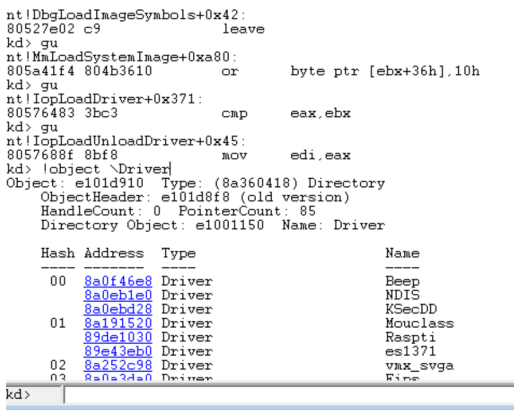 nt!DbgLoadImageSymbols+0x42:
80527e02 c9 leave
kd> gu
nt!MmLoadSystemImage+0xa80:
805a41f4 804b3610 or byte ptr [ebx+36h],10h
kd> gu
nt!IopLoadDriver+0x371:
80576483 3bc3 cmp eax,ebx
kd> gu
nt!IopLoadUnloadDriver+0x45:
8057688f 8bf8 mov edi,eax
kd> !object \Driver
Object: e101d910 Type: (8a360418) Directory
ObjectHeader: e101d8f8 (old version)
HandleCount: 0 PointerCount: 85
Directory Object: e1001150 Name: Driver
Hash Address Type Name
---- ------- ---- ----
00 8a0f46e8 Driver Beep
8a0eb1e0 Driver NDIS
8a0ebd28 Driver KSecDD
01 8a191520 Driver Mouclass
89de1030 Driver Raspti
89e43eb0 Driver es1371
02 8a252c98 Driver vmx_svga
03 8a0a3da0 Driver Fips
kd>